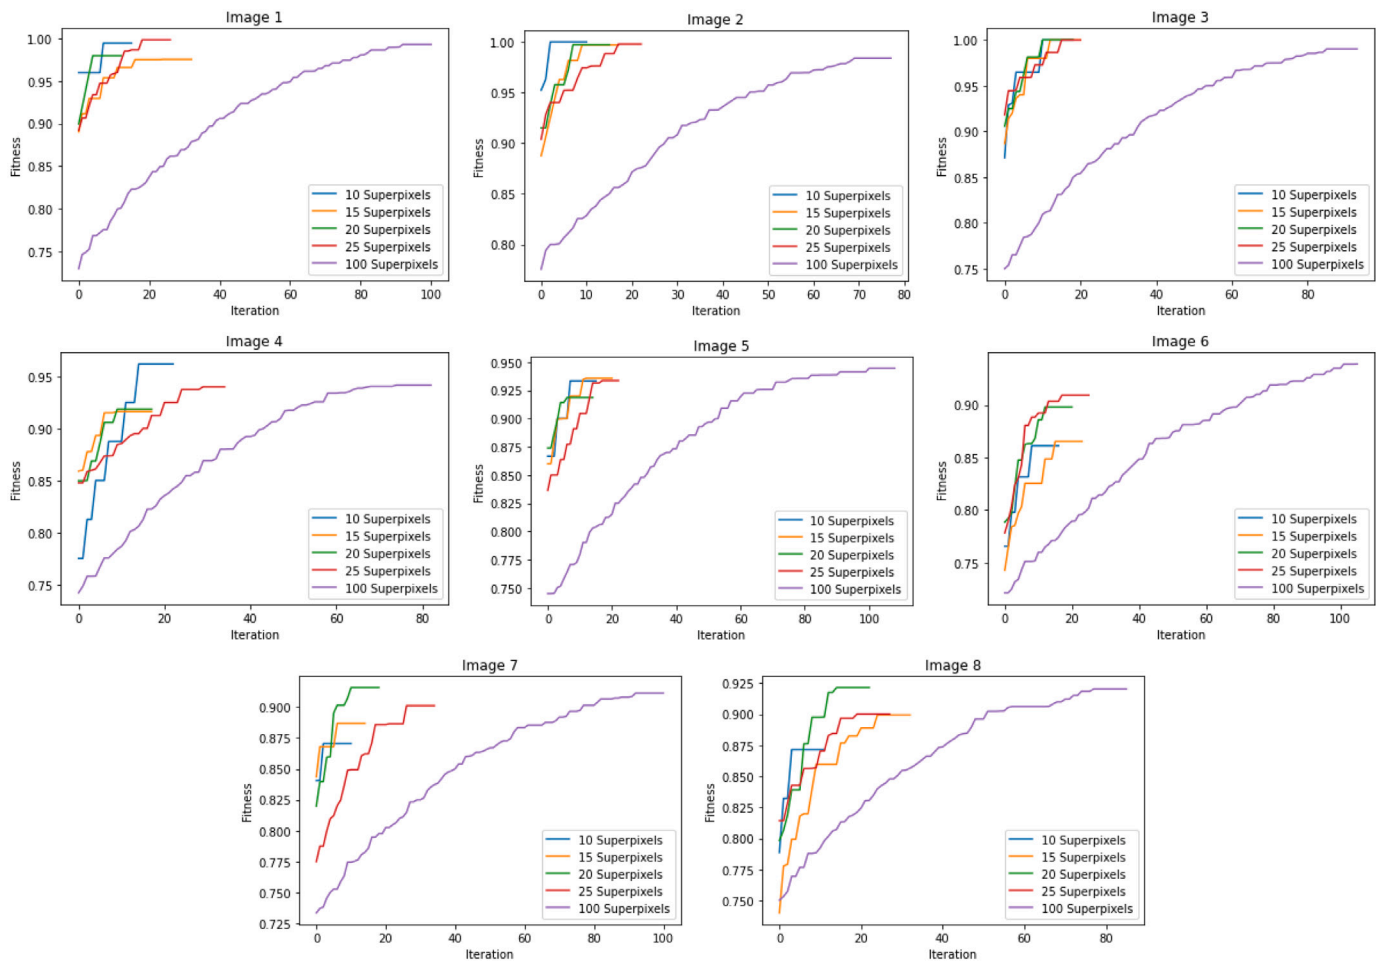 Image 1
1.00
0.95
0.90
0.85
0.80
0.75
Fitness
0 20 40 60 80 100
Iteration
10 Superpixels
15 Superpixels
20 Superpixels
25 Superpixels
100 Superpixels
Image 2
1.00
0.95
0.90
0.85
0.80
Fitness
0 10 20 30 40 50 60 70 80
Iteration
10 Superpixels
15 Superpixels
20 Superpixels
25 Superpixels
100 Superpixels
Image 3
1.00
0.95
0.90
0.85
0.80
0.75
Fitness
0 20 40 60 80
Iteration
10 Superpixels
15 Superpixels
20 Superpixels
25 Superpixels
100 Superpixels
Image 4
0.95
0.90
0.85
0.80
0.75
Fitness
0 20 40 60 80
Iteration
10 Superpixels
15 Superpixels
20 Superpixels
25 Superpixels
100 Superpixels
Image 5
0.950
0.925
0.900
0.875
0.850
0.825
0.800
0.775
0.750
Fitness
0 20 40 60 80 100
Iteration
10 Superpixels
15 Superpixels
20 Superpixels
25 Superpixels
100 Superpixels
Image 6
0.90
0.85
0.80
0.75
Fitness
0 20 40 60 80 100
Iteration
10 Superpixels
15 Superpixels
20 Superpixels
25 Superpixels
100 Superpixels
Image 7
0.900
0.875
0.850
0.825
0.800
0.775
0.750
0.725
Fitness
0 20 40 60 80 100
Iteration
10 Superpixels
15 Superpixels
20 Superpixels
25 Superpixels
100 Superpixels
Image 8
0.925
0.900
0.875
0.850
0.825
0.800
0.775
0.750
Fitness
0 20 40 60 80
Iteration
10 Superpixels
15 Superpixels
20 Superpixels
25 Superpixels
100 Superpixels